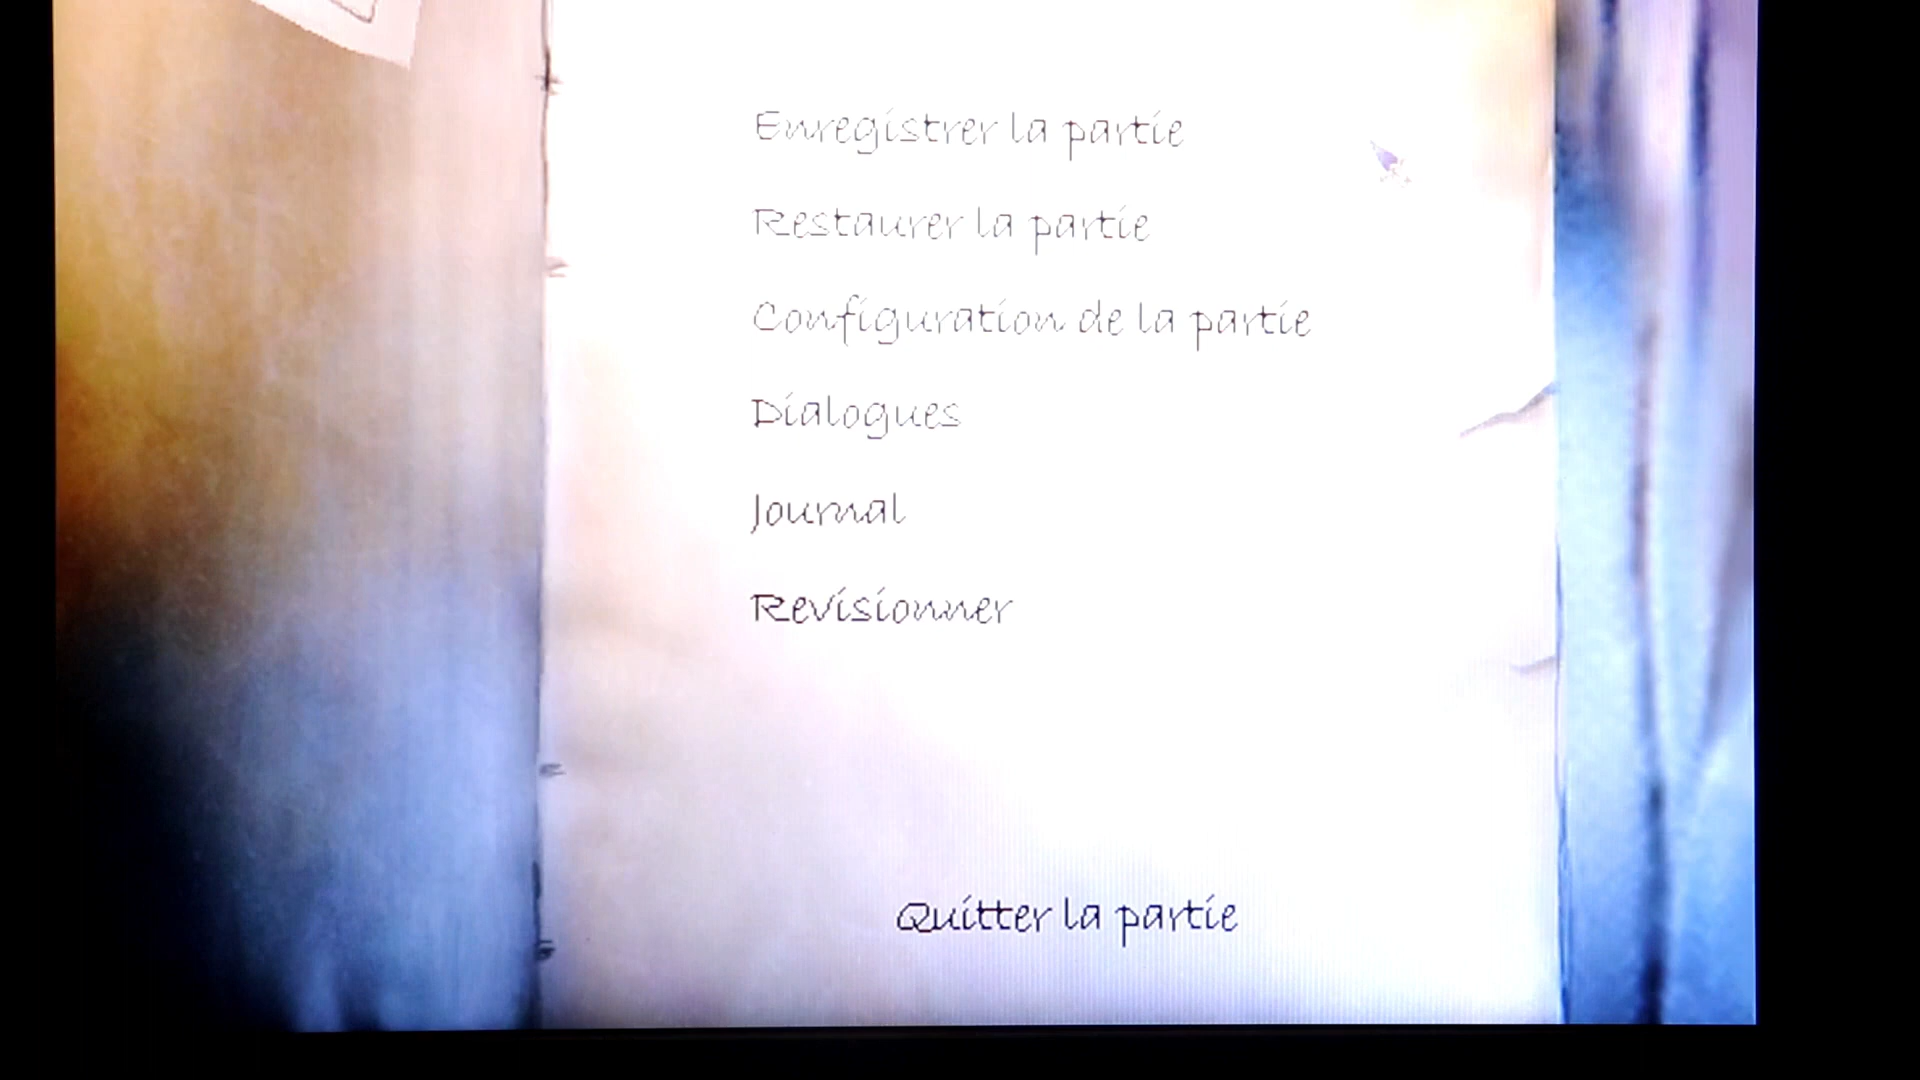 Enregistrer la partie
Restaurer la partie
Configuration de la partie
Dialogues
Journal
Revisionner
Quitter la partie